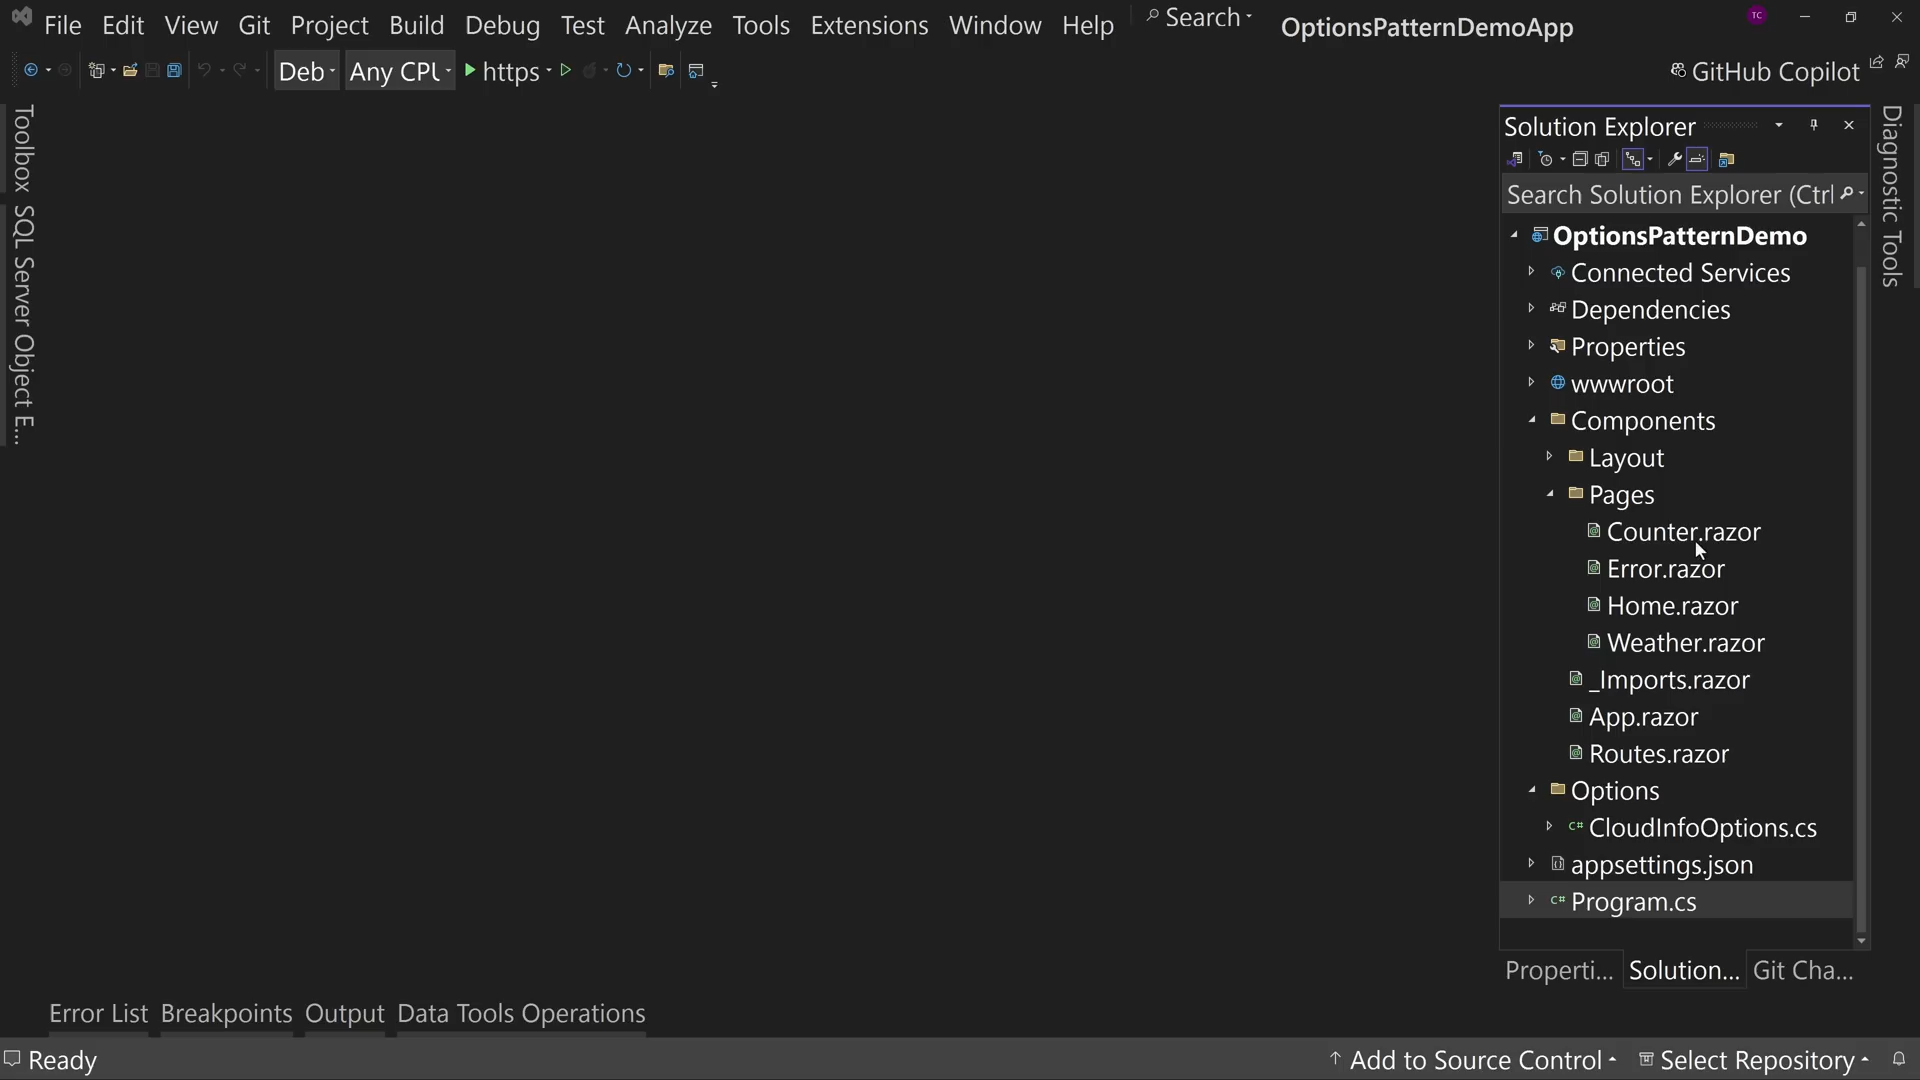 File Edit View Git Project Build Debug Test Analyze Tools Extensions Window Help Search OptionsPatternDemoApp TC
Deb Any CPU https GitHub Copilot
Toolbox
SQL Server Object E...
Solution Explorer
Search Solution Explorer (Ctrl
OptionsPatternDemo
Connected Services
Dependencies
Properties
wwwroot
Components
Layout
Pages
Counter.razor
Error.razor
Home.razor
Weather.razor
_Imports.razor
App.razor
Routes.razor
Options
C# CloudInfoOptions.cs
appsettings.json
C# Program.cs
Properti... Solution... Git Cha...
Diagnostic Tools
Error List Breakpoints Output Data Tools Operations
Ready Add to Source Control Select Repository